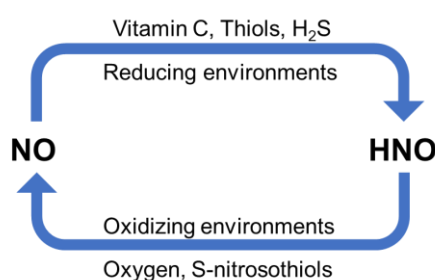 Vitamin C, Thiols, H₂S
Reducing environments
NO
HNO
Oxidizing environments
Oxygen, S-nitrosothiols